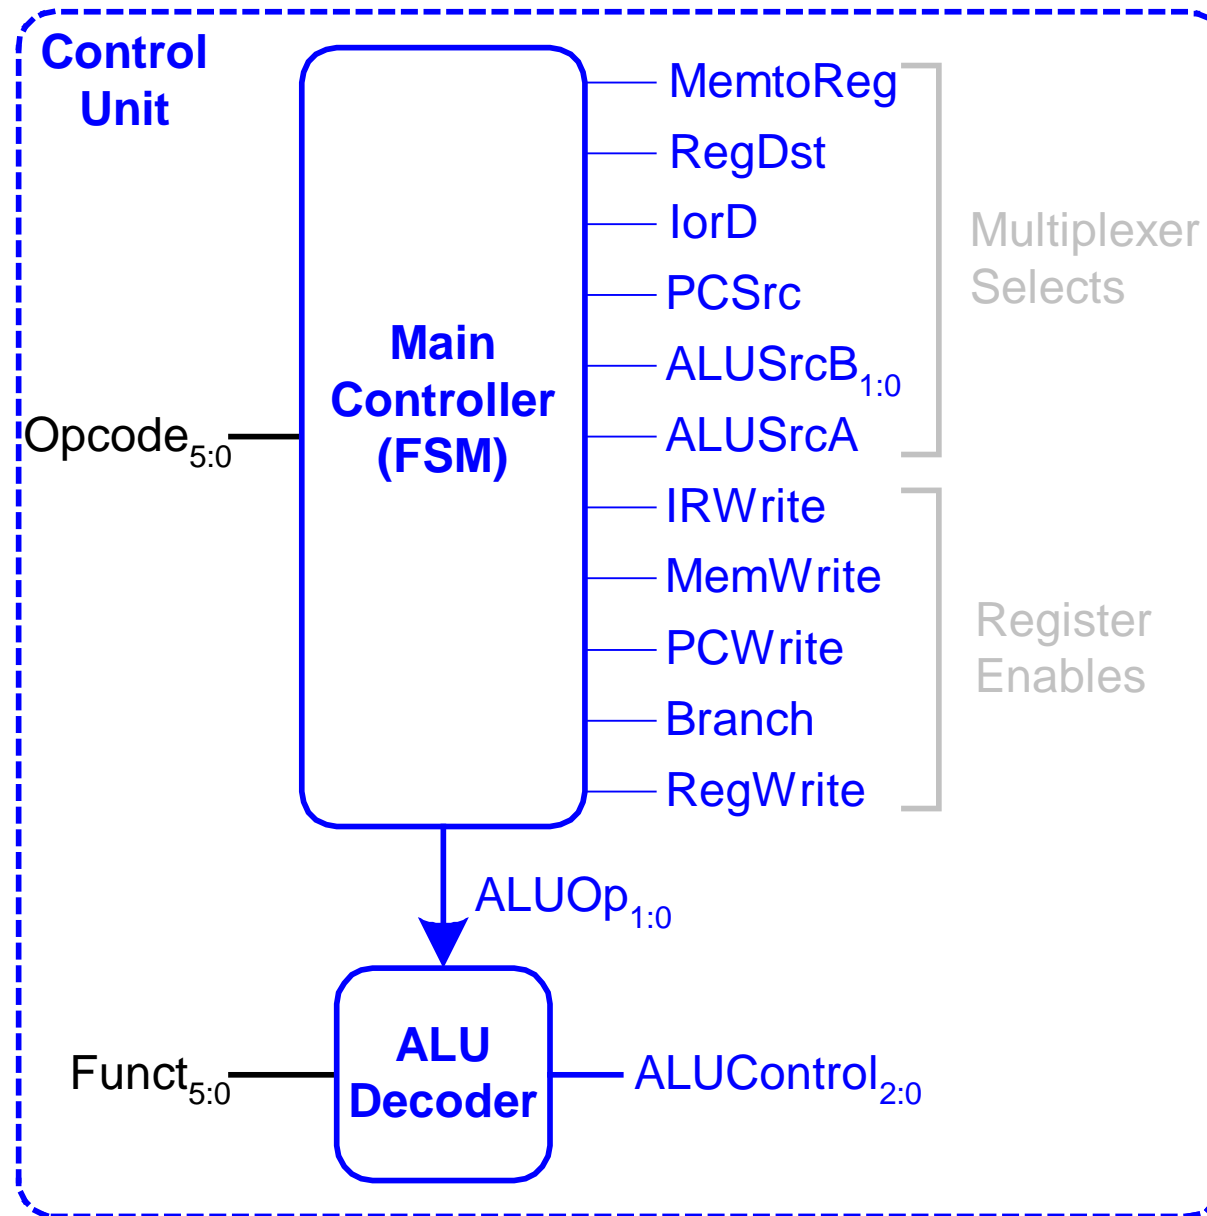 Control
Unit
MemtoReg
RegDst
IorD
PCSrc
ALUSrcB1:0
ALUSrcA
IRWrite
MemWrite
PCWrite
Branch
RegWrite
Multiplexer
Selects
Register
Enables
Main
Controller
(FSM)
Opcode5:0
ALUOp1:0
ALU
Decoder
Funct5:0
ALUControl2:0